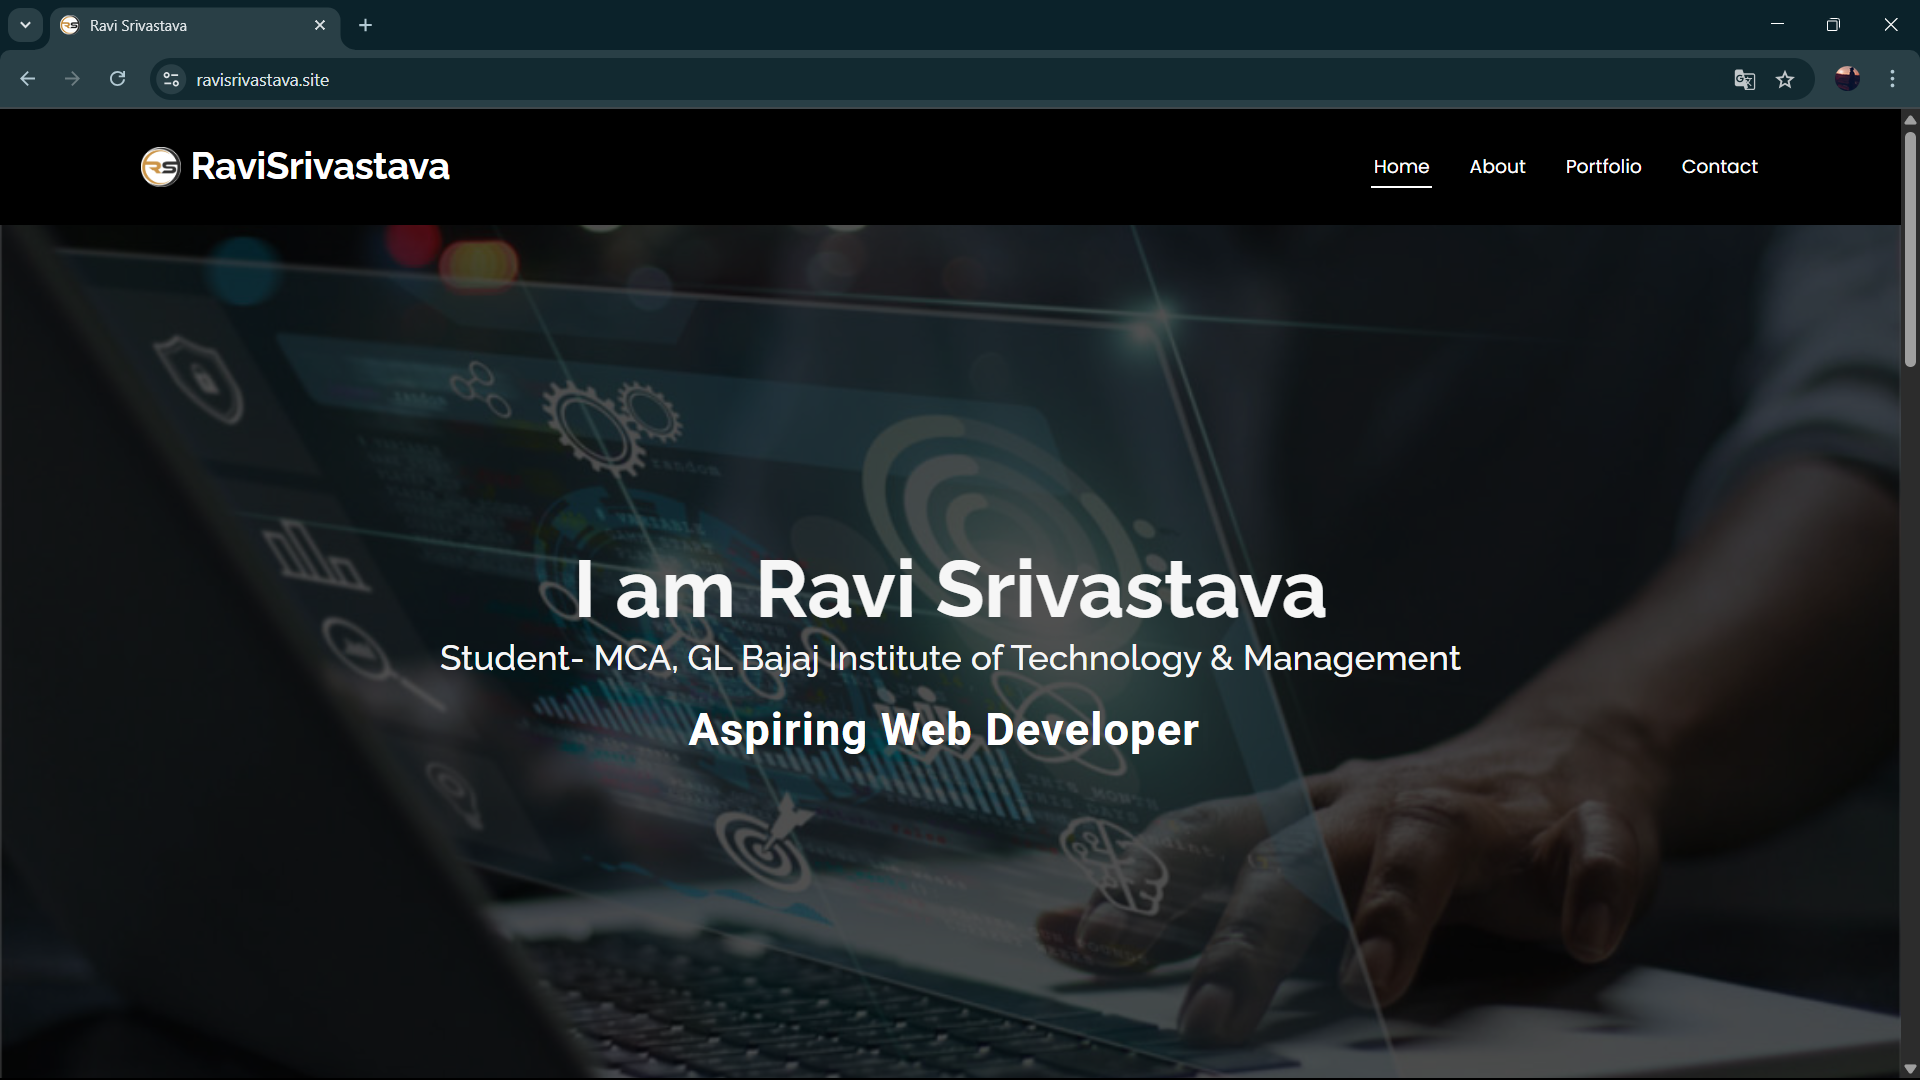 Ravi Srivastava
ravisrivastava.site
RS RaviSrivastava
Home About Portfolio Contact
I am Ravi Srivastava
Student- MCA, GL Bajaj Institute of Technology & Management
Aspiring Web Developer